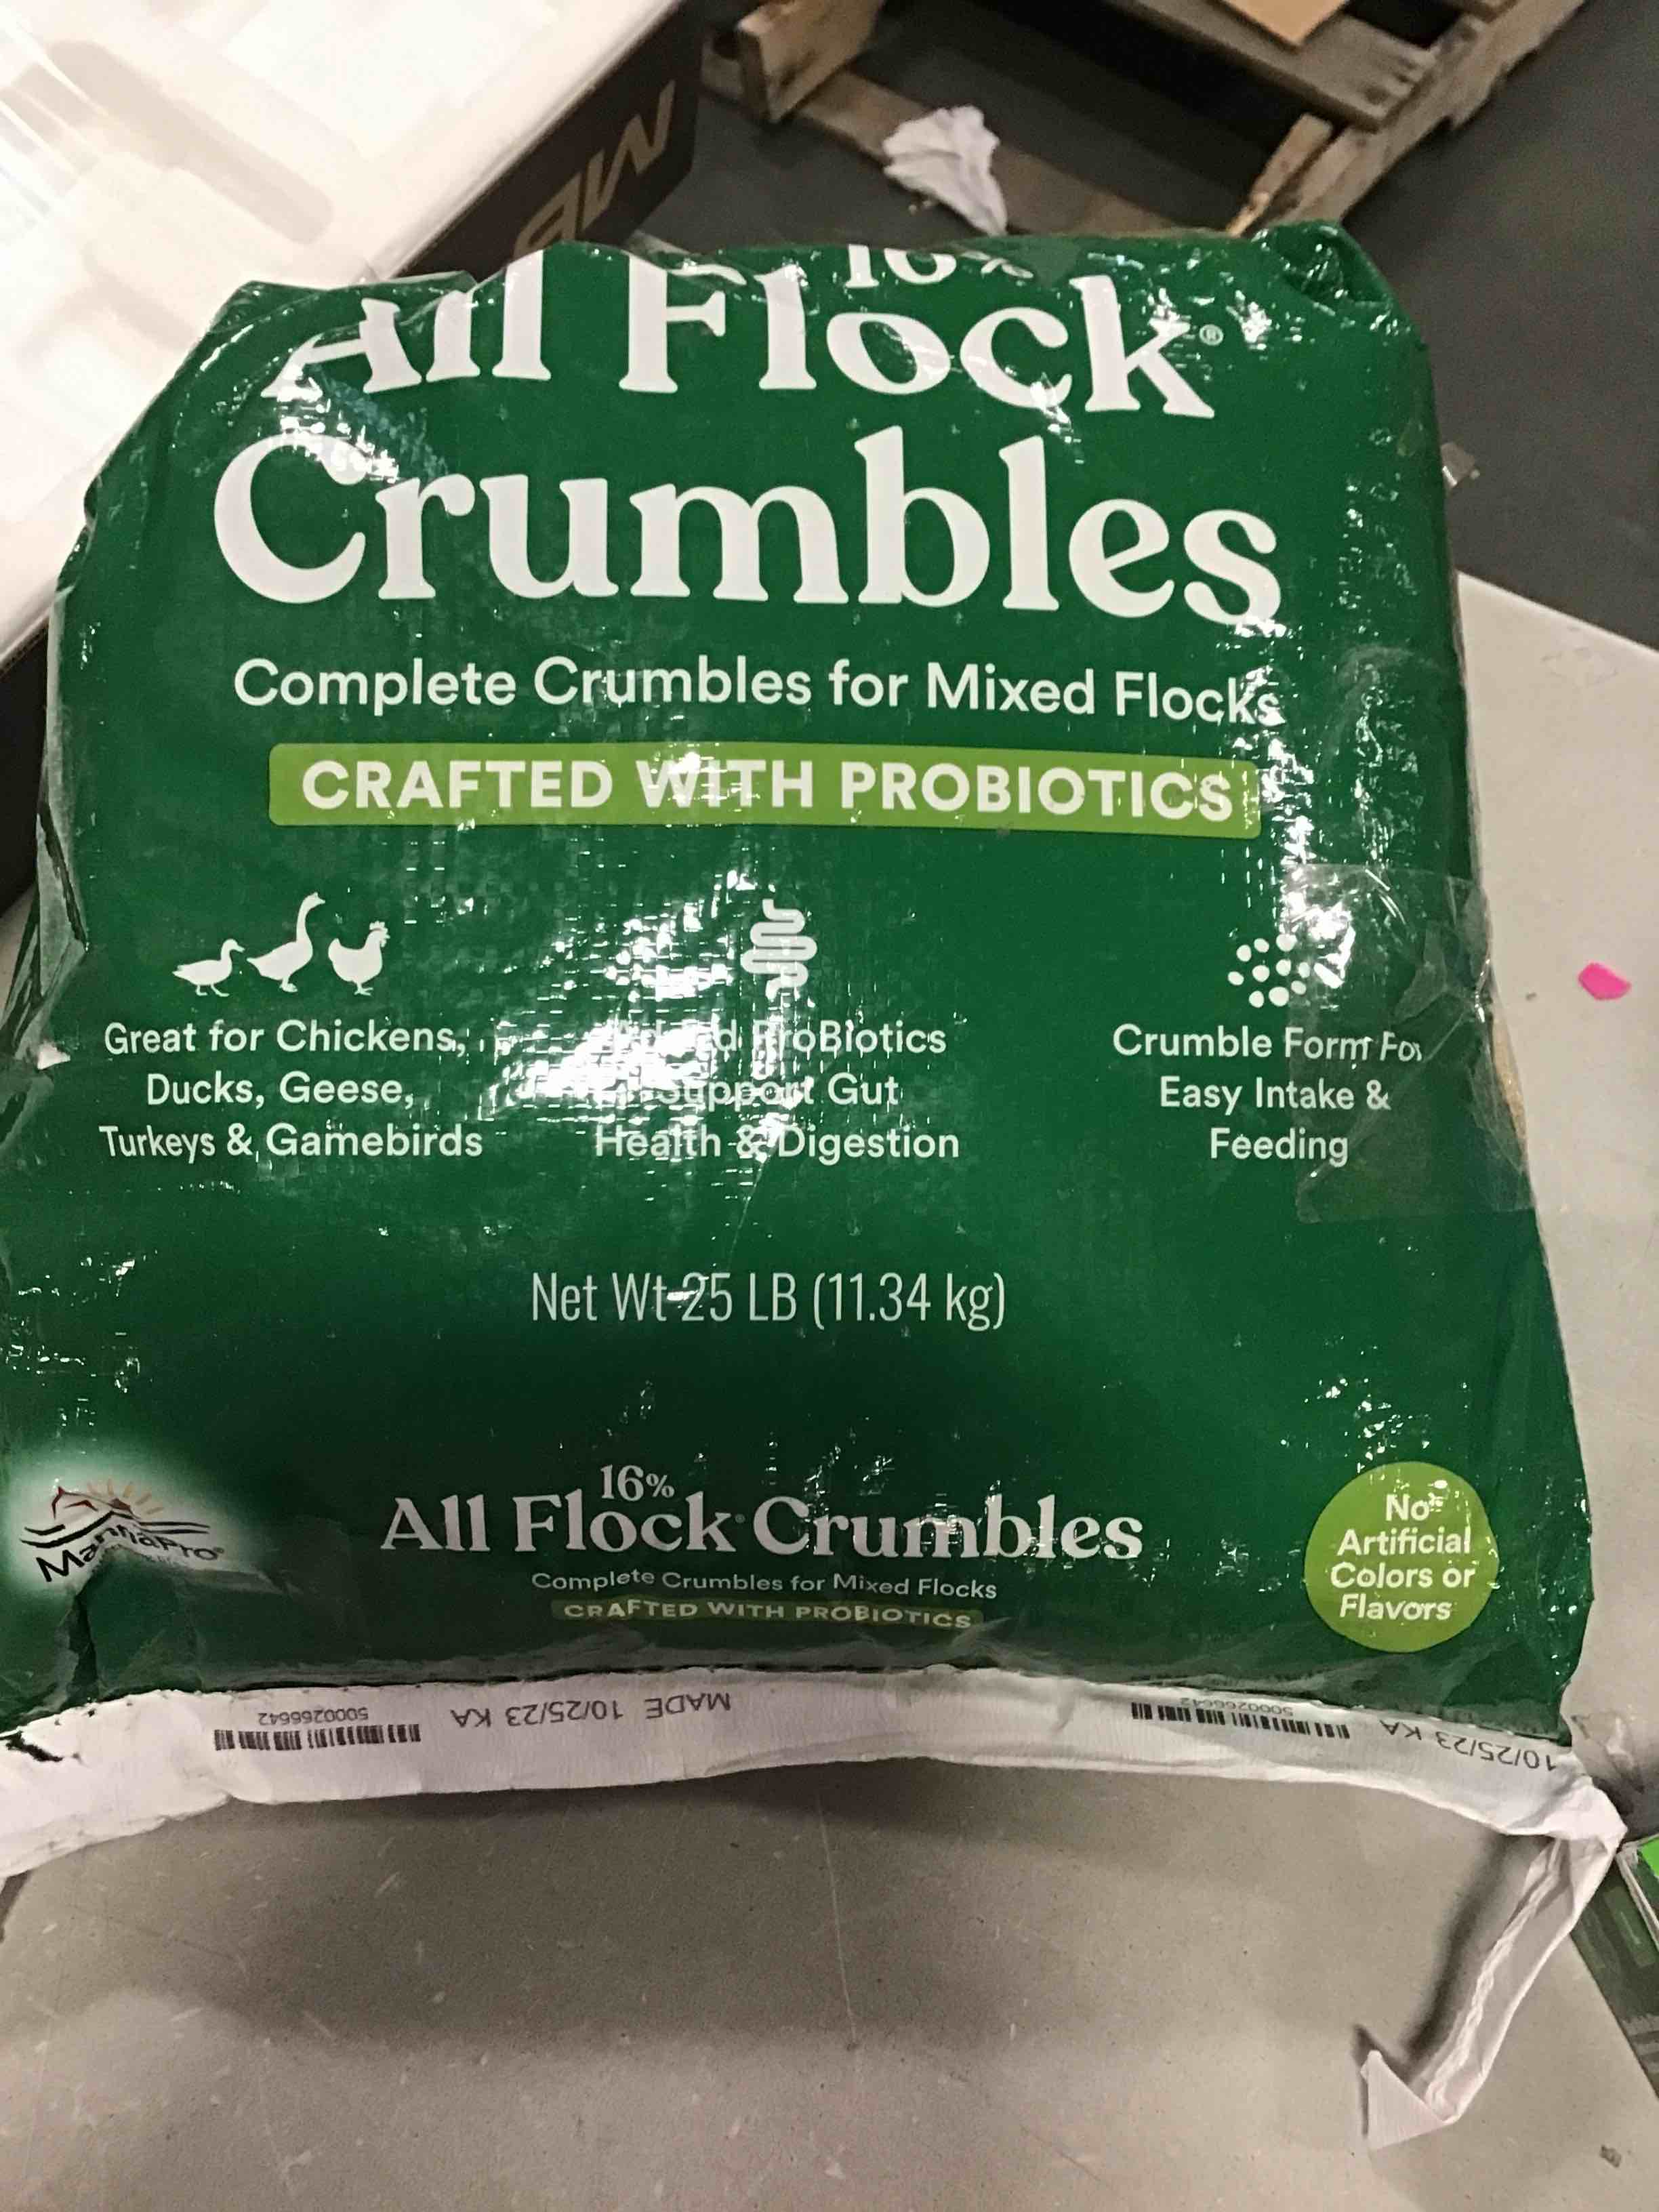 16%
All Flock®
Crumbles
Complete Crumbles for Mixed Flocks
CRAFTED WITH PROBIOTICS
Great for Chickens,
Ducks, Geese,
Turkeys & Gamebirds
ProBiotics
Support Gut
Health & Digestion
Crumble Form For
Easy Intake &
Feeding
Net Wt 25 LB (11.34 kg)
MannaPro®
16%
All Flock Crumbles
Complete Crumbles for Mixed Flocks
CRAFTED WITH PROBIOTICS
No
Artificial
Colors or
Flavors
MADE 10/25/23 KA
5000266642
10/25/23 KA
5000266642